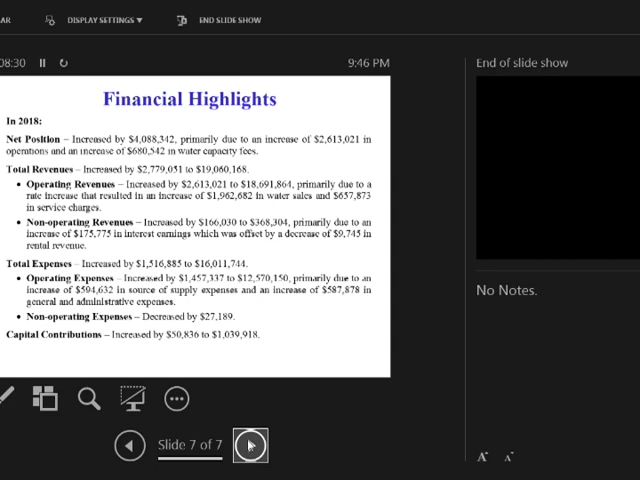 AR DISPLAY SETTINGS ▼ END SLIDE SHOW
08:30 9:46 PM End of slide show
Financial Highlights
In 2018:
Net Position – Increased by $4,088,342, primarily due to an increase of $2,613,021 in
operations and an increase of $680,542 in water capacity fees.
Total Revenues – Increased by $2,779,051 to $19,060,168.
• Operating Revenues – Increased by $2,613,021 to $18,691,864, primarily due to a
rate increase that resulted in an increase of $1,962,682 in water sales and $657,873
in service charges.
• Non-operating Revenues – Increased by $166,030 to $368,304, primarily due to an
increase of $175,775 in interest earnings which was offset by a decrease of $9,745 in
rental revenue.
Total Expenses – Increased by $1,516,885 to $16,011,744.
• Operating Expenses – Increased by $1,457,337 to $12,570,150, primarily due to an
increase of $594,632 in source of supply expenses and an increase of $587,878 in
general and administrative expenses.
• Non-operating Expenses – Decreased by $27,189.
Capital Contributions – Increased by $50,836 to $1,039,918.
No Notes.
Slide 7 of 7
A A